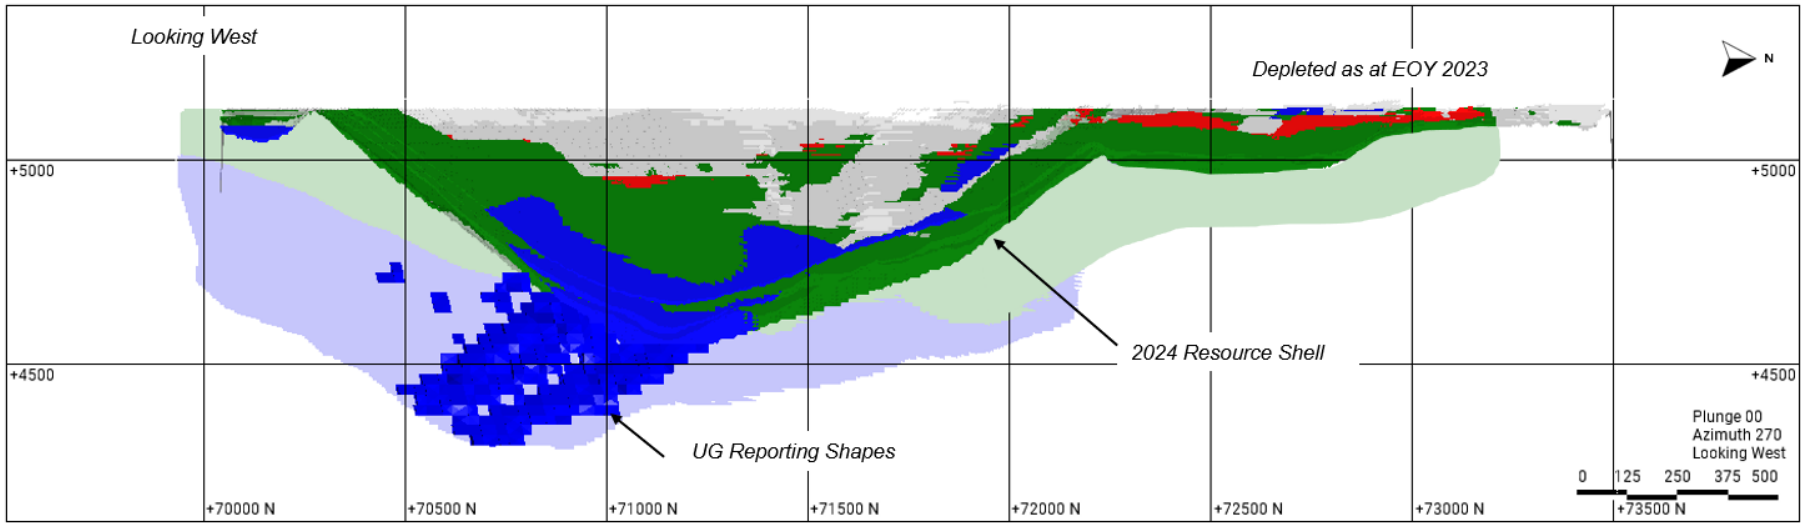 Looking West
Depleted as at EOY 2023
N
+5000
+5000
2024 Resource Shell
+4500
+4500
UG Reporting Shapes
Plunge 00
Azimuth 270
Looking West
0 125 250 375 500
+70000 N +70500 N +71000 N +71500 N +72000 N +72500 N +73000 N +73500 N